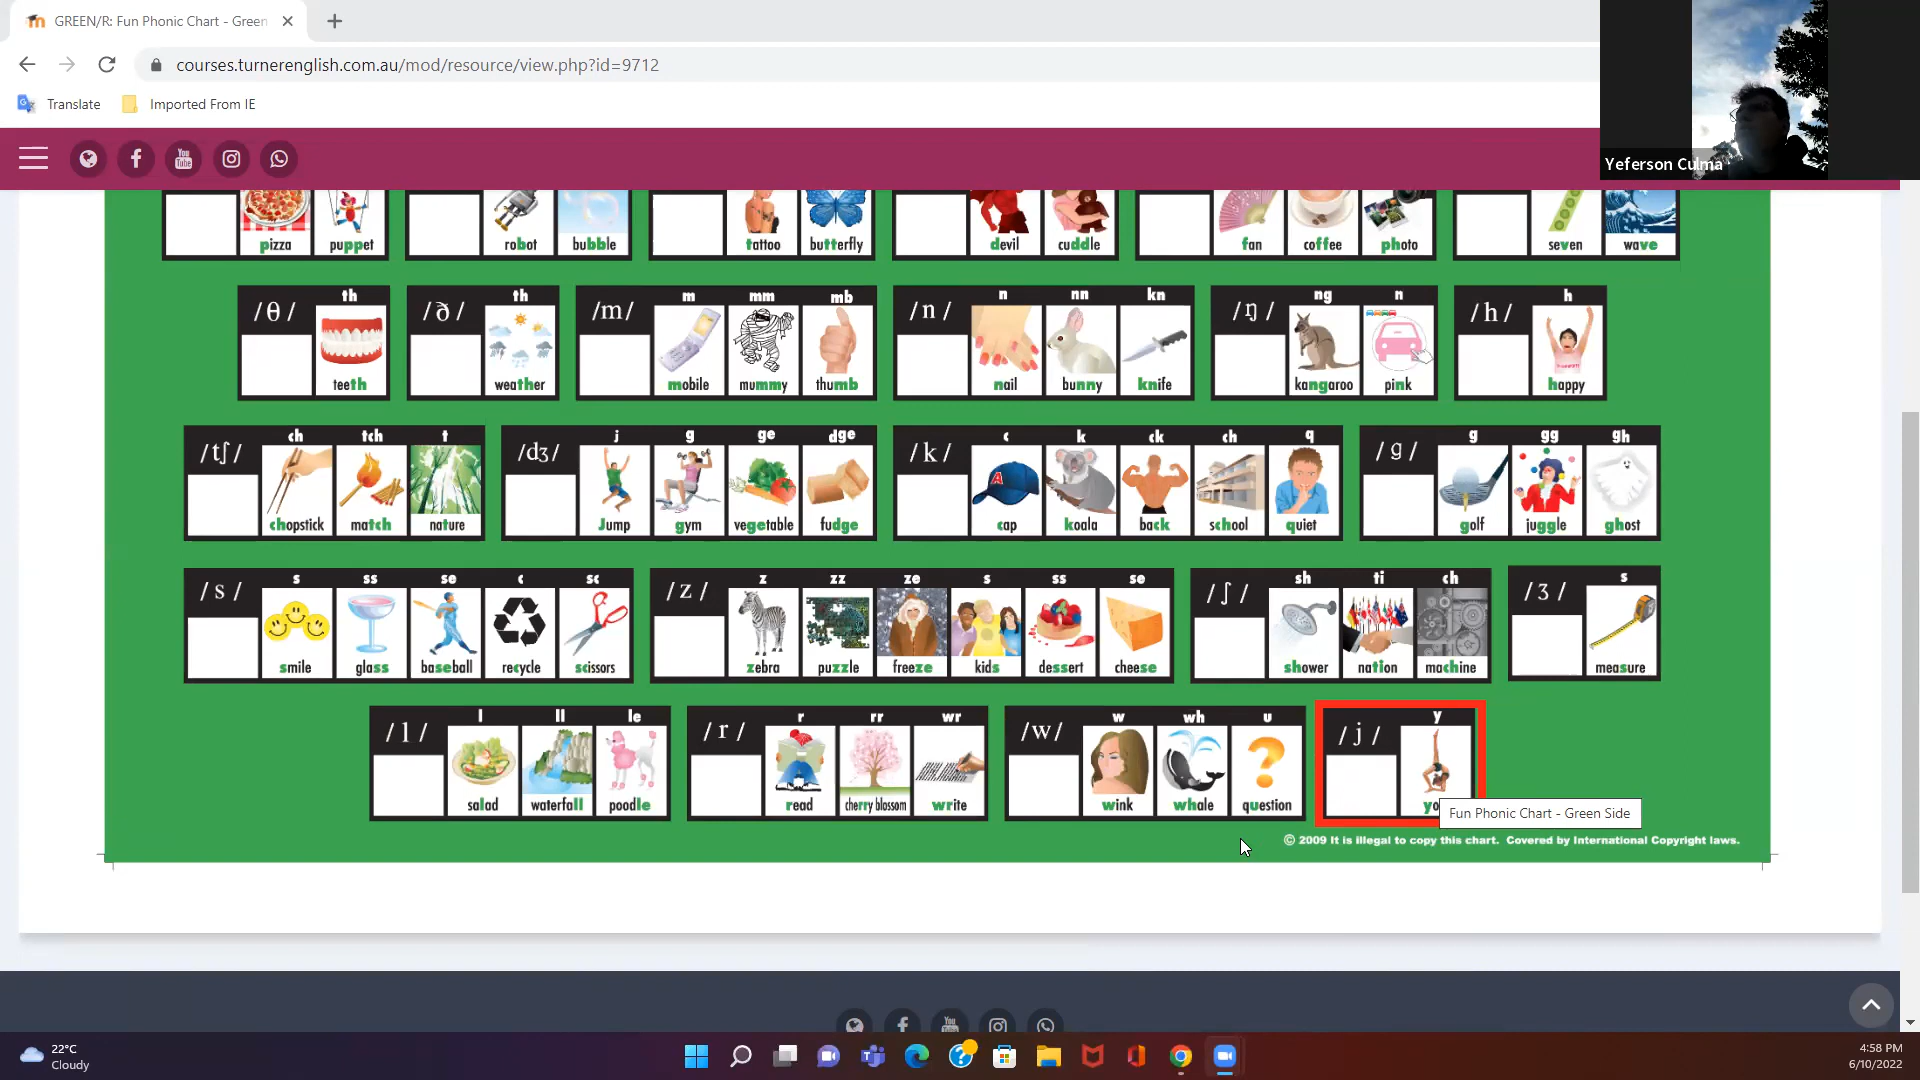 GREEN/R: Fun Phonic Chart - Green
courses.turnerenglish.com.au/mod/resource/view.php?id=9712
Translate Imported From IE
Yeferson Culma
pizza puppet robot bubble tattoo butterfly devil cuddle fan coffee photo seven wave
/θ/ th /ð/ th /m/ m mm mb /n/ n nn kn /ŋ/ ng n /h/ h
teeth weather mobile mummy thumb nail bunny knife kangaroo pink happy
/tʃ/ ch tch t /dʒ/ j g ge dge /k/ c k ck ch q /g/ g gg gh
chopstick match nature Jump gym vegetable fudge cap koala back school quiet golf juggle ghost
/s/ s ss se c sc /z/ z zz ze s ss se /ʃ/ sh ti ch /ʒ/ s
smile glass baseball recycle scissors zebra puzzle freeze kids dessert cheese shower nation machine measure
/l/ l ll le /r/ r rr wr /w/ w wh u /j/ y
salad waterfall poodle read cherry blossom write wink whale question
Fun Phonic Chart - Green Side
© 2009 It is illegal to copy this chart. Covered by International Copyright laws.
22°C
Cloudy
4:58 PM
6/10/2022